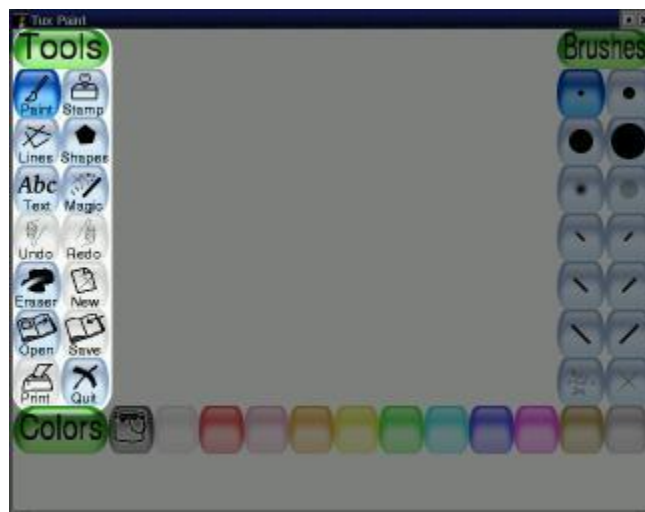 Tux Paint
Tools
Brushes
Paint Stamp
Lines Shapes
Abc
Text Magic
Undo Redo
Eraser New
Open Save
Print Quit
Colors